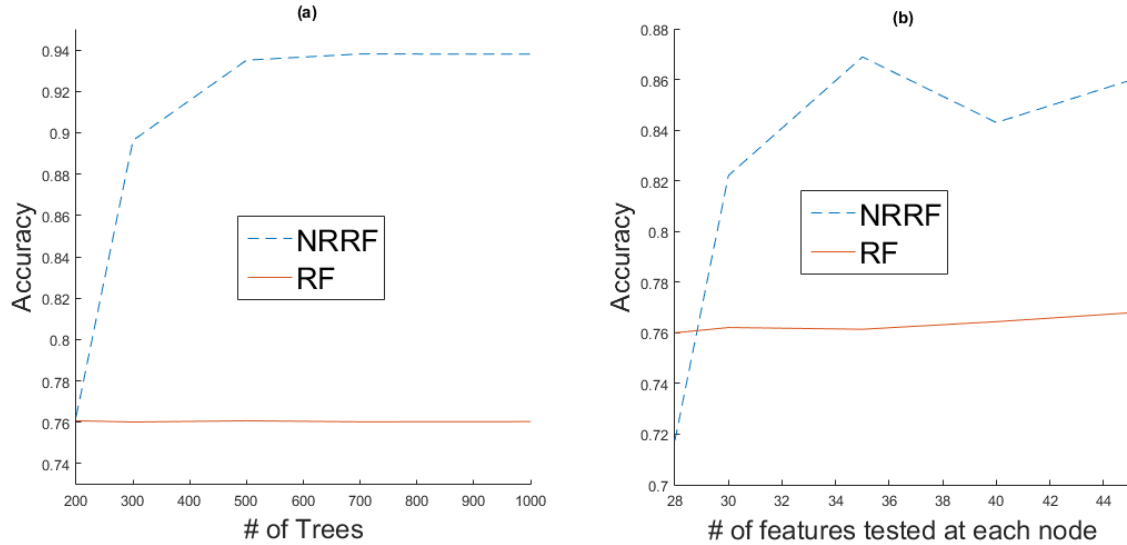 (a)
0.94
0.92
0.9
0.88
0.86
0.84
0.82
0.8
0.78
0.76
0.74
Accuracy
NRRF
RF
200 300 400 500 600 700 800 900 1000
# of Trees
(b)
0.88
0.86
0.84
0.82
0.8
0.78
0.76
0.74
0.72
0.7
Accuracy
NRRF
RF
28 30 32 34 36 38 40 42 44
# of features tested at each node